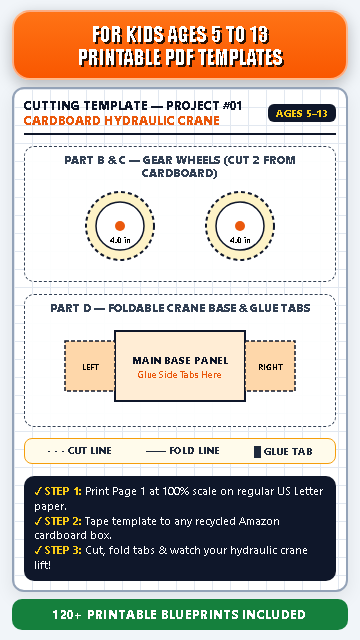 FOR KIDS AGES 5 TO 13
PRINTABLE PDF TEMPLATES
CUTTING TEMPLATE — PROJECT #01
CARDBOARD HYDRAULIC CRANE
AGES 5–13
PART B & C — GEAR WHEELS (CUT 2 FROM
CARDBOARD)
4.0 in
4.0 in
PART D — FOLDABLE CRANE BASE & GLUE TABS
LEFT
MAIN BASE PANEL
Glue Side Tabs Here
RIGHT
- - - CUT LINE
—— FOLD LINE
█ GLUE TAB
✓ STEP 1: Print Page 1 at 100% scale on regular US Letter
paper.
✓ STEP 2: Tape template to any recycled Amazon
cardboard box.
✓ STEP 3: Cut, fold tabs & watch your hydraulic crane
lift!
120+ PRINTABLE BLUEPRINTS INCLUDED